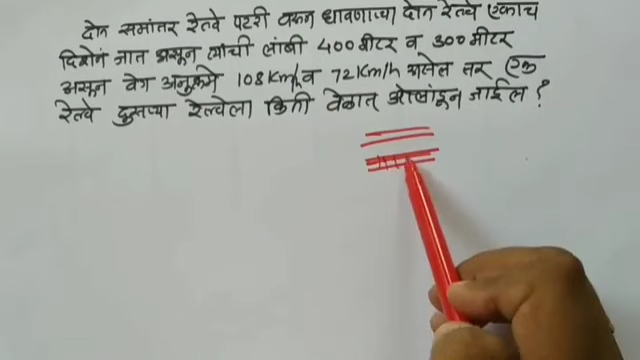 दोन समांतर रेल्वे पटरी वरून धावणाऱ्या दोन रेल्वे एकाच
दिशेने जात असून त्यांची लांबी 400 मीटर व 300 मीटर
असून वेग अनुक्रमे 108 Km/h व 72 Km/h असेल तर एक
रेल्वे दुसऱ्या रेल्वेला किती वेळात ओलांडून जाईल ?